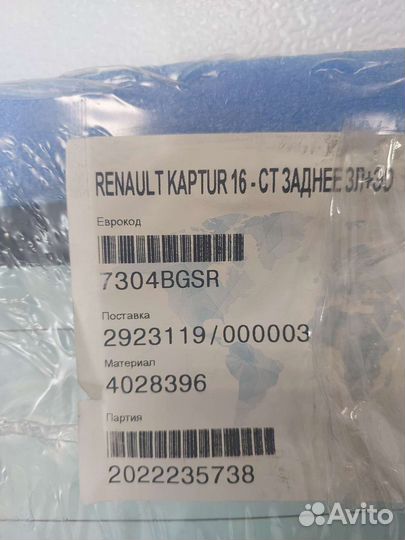 RENAULT KAPTUR 16 - СТ ЗАДНЕЕ ЗЛ+ЭО
Еврокод
7304BGSR
Поставка
2923119/000003
Материал
4028396
Партия
2022235738
Avito